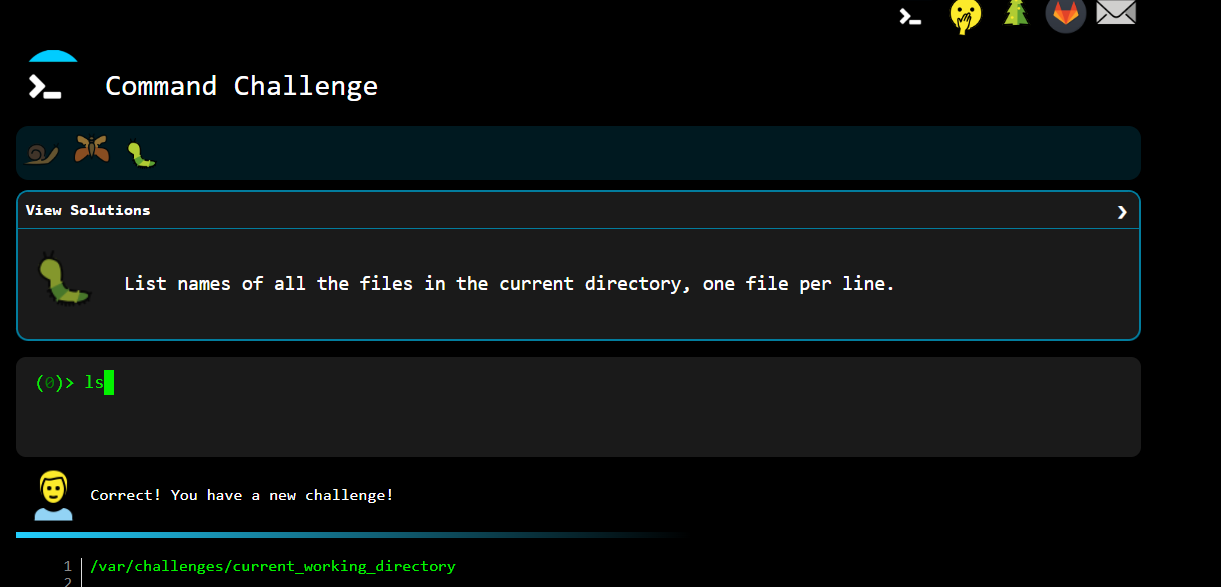 Command Challenge
View Solutions
List names of all the files in the current directory, one file per line.
(0)> ls
Correct! You have a new challenge!
1 /var/challenges/current_working_directory
2